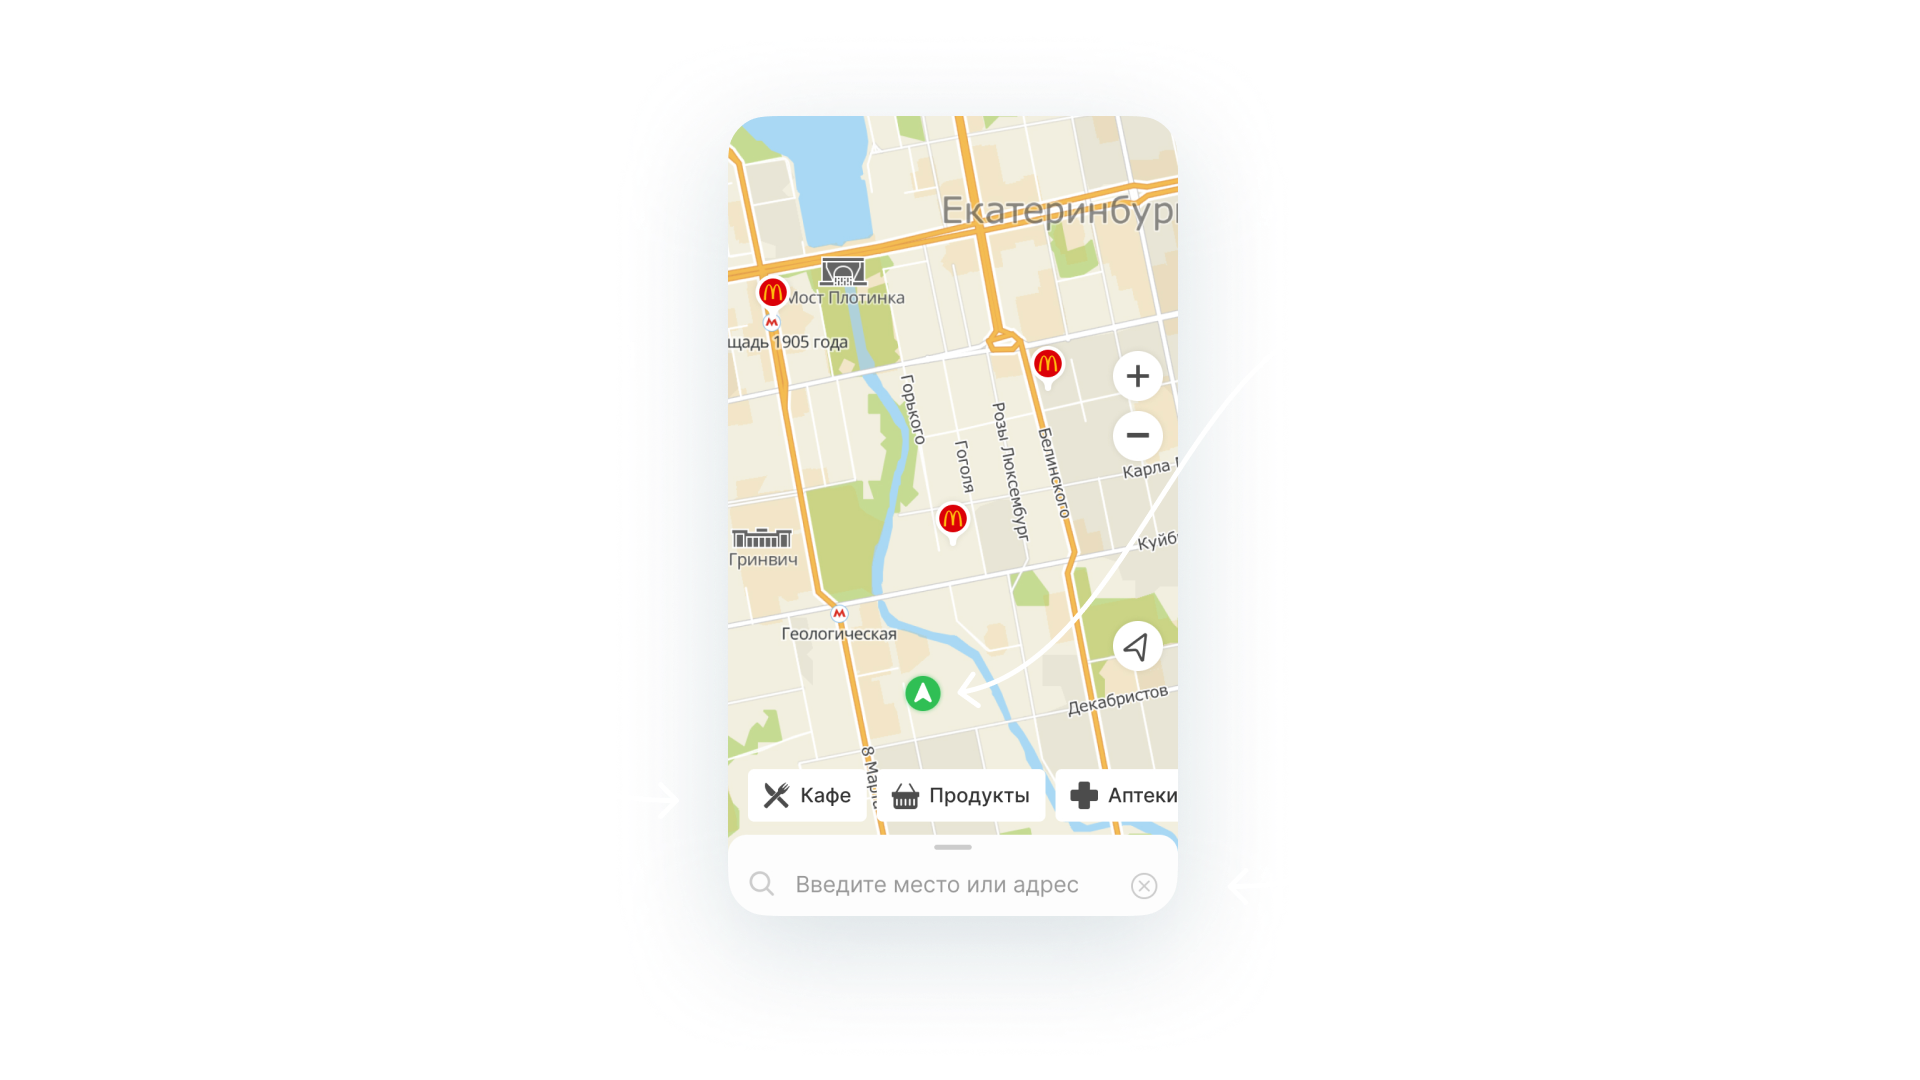 Екатеринбург
Мост Плотинка
щадь 1905 года
Горького
Гоголя
Розы Люксембург
Белинского
Карла
Куйб
Гринвич
Геологическая
Декабристов
8 Марта
Кафе
Продукты
Аптеки
Введите место или адрес